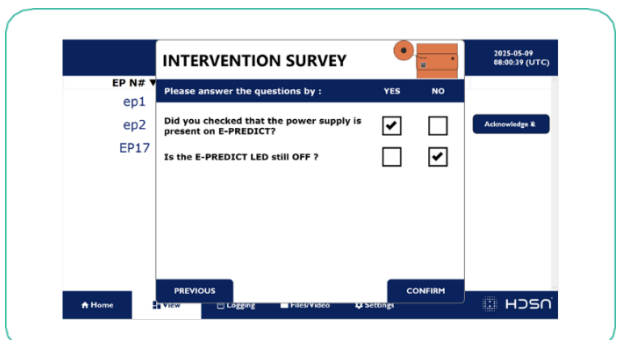 INTERVENTION SURVEY
2025-05-09
08:00:39 (UTC)
EP N# ▼
Please answer the questions by :
YES
NO
ep1
Did you checked that the power supply is
present on E-PREDICT?
ep2
Acknowledge &
EP17
Is the E-PREDICT LED still OFF ?
PREVIOUS
CONFIRM
Home
View
Logging
Files/Video
Settings